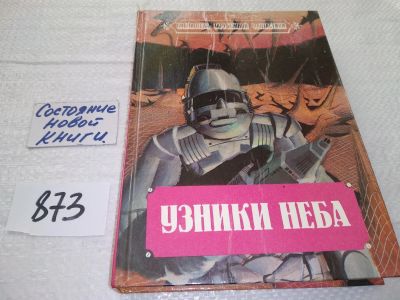 Состояние
новой
книги.
873
УЗНИКИ НЕБА